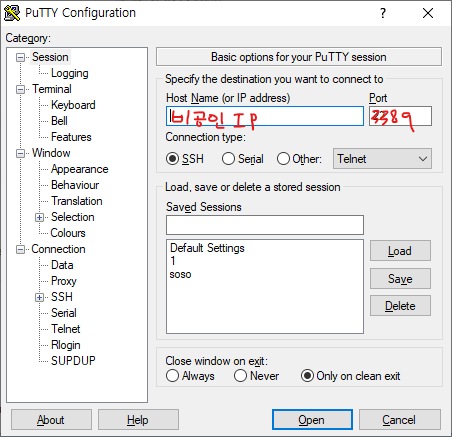 PuTTY Configuration
?
×
Category:
Session
Logging
Terminal
Keyboard
Bell
Features
Window
Appearance
Behaviour
Translation
Selection
Colours
Connection
Data
Proxy
SSH
Serial
Telnet
Rlogin
SUPDUP
Basic options for your PuTTY session
Specify the destination you want to connect to
Host Name (or IP address)
Port
비공인 IP
3389
Connection type:
SSH
Serial
Other:
Telnet
Load, save or delete a stored session
Saved Sessions
Default Settings
1
soso
Load
Save
Delete
Close window on exit:
Always
Never
Only on clean exit
About
Help
Open
Cancel